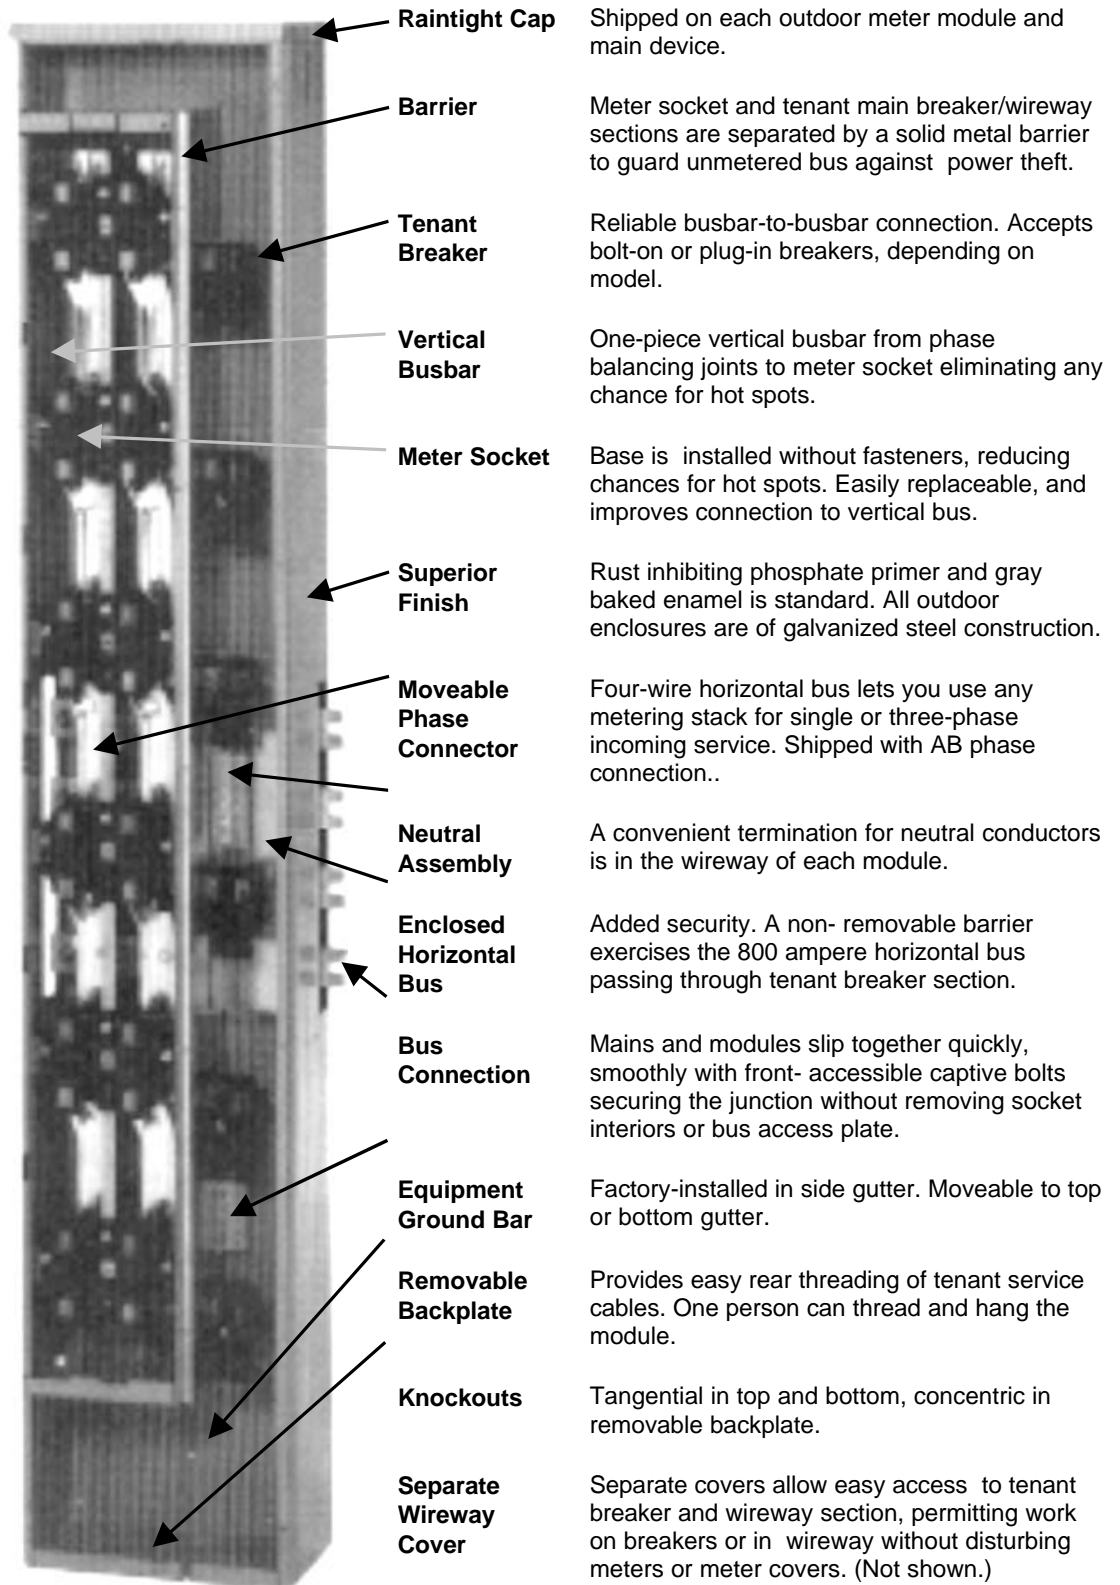 Raintight Cap Shipped on each outdoor meter module and
main device.
Barrier Meter socket and tenant main breaker/wireway
sections are separated by a solid metal barrier
to guard unmetered bus against power theft.
Tenant Reliable busbar-to-busbar connection. Accepts
Breaker bolt-on or plug-in breakers, depending on
model.
Vertical One-piece vertical busbar from phase
Busbar balancing joints to meter socket eliminating any
chance for hot spots.
Meter Socket Base is installed without fasteners, reducing
chances for hot spots. Easily replaceable, and
improves connection to vertical bus.
Superior Rust inhibiting phosphate primer and gray
Finish baked enamel is standard. All outdoor
enclosures are of galvanized steel construction.
Moveable Four-wire horizontal bus lets you use any
Phase metering stack for single or three-phase
Connector incoming service. Shipped with AB phase
connection..
Neutral A convenient termination for neutral conductors
Assembly is in the wireway of each module.
Enclosed Added security. A non- removable barrier
Horizontal exercises the 800 ampere horizontal bus
Bus passing through tenant breaker section.
Bus Mains and modules slip together quickly,
Connection smoothly with front- accessible captive bolts
securing the junction without removing socket
interiors or bus access plate.
Equipment Factory-installed in side gutter. Moveable to top
Ground Bar or bottom gutter.
Removable Provides easy rear threading of tenant service
Backplate cables. One person can thread and hang the
module.
Knockouts Tangential in top and bottom, concentric in
removable backplate.
Separate Separate covers allow easy access to tenant
Wireway breaker and wireway section, permitting work
Cover on breakers or in wireway without disturbing
meters or meter covers. (Not shown.)